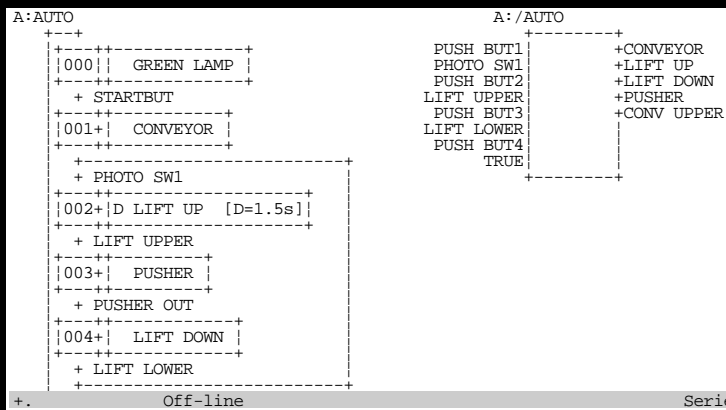 A:AUTO
000 GREEN LAMP
+ STARTBUT
001+ CONVEYOR
+ PHOTO SW1
002+ D LIFT UP [D=1.5s]
+ LIFT UPPER
003+ PUSHER
+ PUSHER OUT
004+ LIFT DOWN
+ LIFT LOWER
A:/AUTO
PUSH BUT1 +CONVEYOR
PHOTO SW1 +LIFT UP
PUSH BUT2 +LIFT DOWN
LIFT UPPER +PUSHER
PUSH BUT3 +CONV UPPER
LIFT LOWER
PUSH BUT4
TRUE
+. Off-line